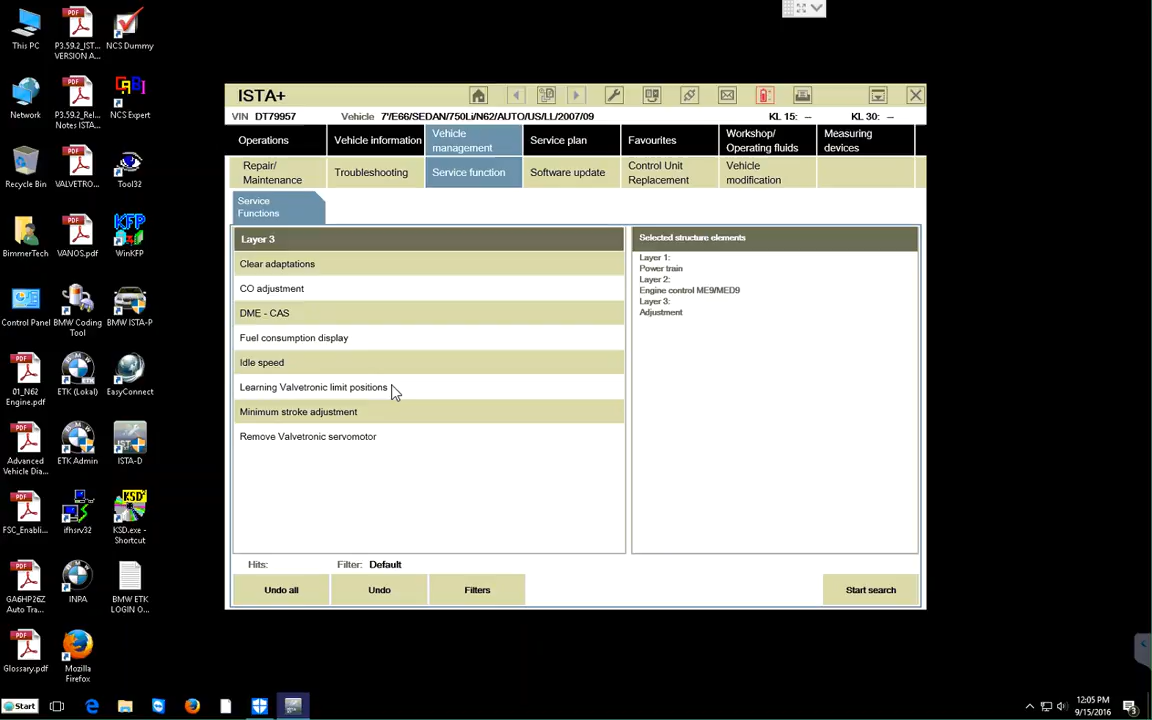 This PC
P3.59.2_IST...
VERSION A...
NCS Dummy
Network
P3.59.2_Rel...
Notes ISTA...
NCS Expert
Recycle Bin
VALVETRO...
Tool32
BimmerTech
VANOS.pdf
KFP
WinKFP
Control Panel
BMW Coding
Tool
BMW ISTA-P
01_N62
Engine.pdf
ETK (Lokal)
EasyConnect
Advanced
Vehicle Dia...
ETK Admin
ISTA-D
FSC_Enabli...
ifhsrv32
KSD
KSD.exe -
Shortcut
GA6HP26Z
Auto Tra...
INPA
BMW ETK
LOGIN O...
Glossary.pdf
Mozilla
Firefox
ISTA+
VIN DT79957 Vehicle 7'/E66/SEDAN/750Li/N62/AUTO/US/LL/2007/09 KL 15: -- KL 30: --
Operations
Vehicle information
Vehicle
management
Service plan
Favourites
Workshop/
Operating fluids
Measuring
devices
Repair/
Maintenance
Troubleshooting
Service function
Software update
Control Unit
Replacement
Vehicle
modification
Service
Functions
Layer 3
Clear adaptations
CO adjustment
DME - CAS
Fuel consumption display
Idle speed
Learning Valvetronic limit positions
Minimum stroke adjustment
Remove Valvetronic servomotor
Selected structure elements
Layer 1:
Power train
Layer 2:
Engine control ME9/MED9
Layer 3:
Adjustment
Hits: Filter: Default
Undo all
Undo
Filters
Start search
Start
12:05 PM
9/15/2016